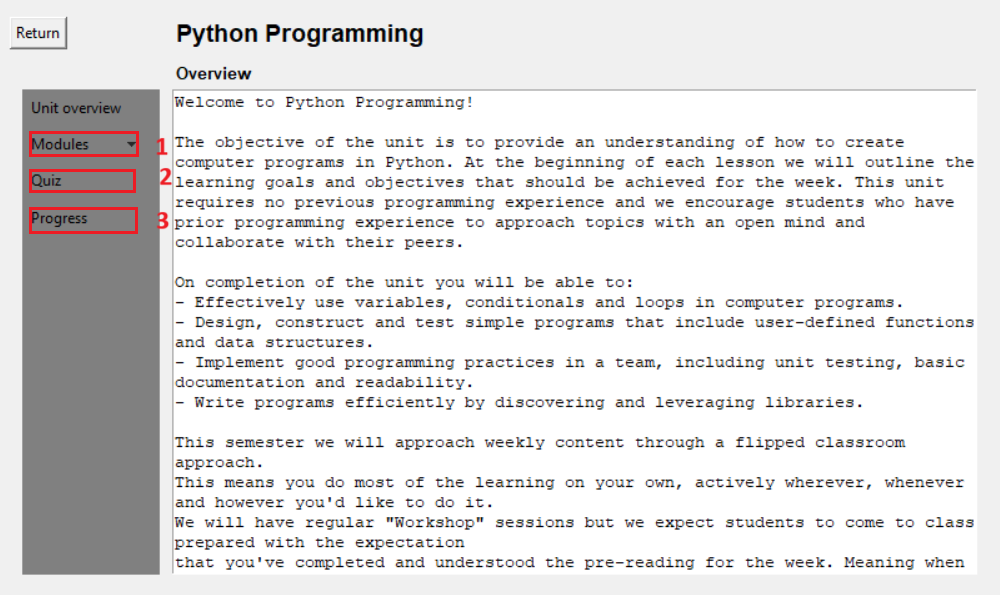 Return
Python Programming
Overview
Unit overview
Modules
1
Quiz
2
Progress
3
Welcome to Python Programming!
The objective of the unit is to provide an understanding of how to create
computer programs in Python. At the beginning of each lesson we will outline the
learning goals and objectives that should be achieved for the week. This unit
requires no previous programming experience and we encourage students who have
prior programming experience to approach topics with an open mind and
collaborate with their peers.
On completion of the unit you will be able to:
- Effectively use variables, conditionals and loops in computer programs.
- Design, construct and test simple programs that include user-defined functions
and data structures.
- Implement good programming practices in a team, including unit testing, basic
documentation and readability.
- Write programs efficiently by discovering and leveraging libraries.
This semester we will approach weekly content through a flipped classroom
approach.
This means you do most of the learning on your own, actively wherever, whenever
and however you'd like to do it.
We will have regular "Workshop" sessions but we expect students to come to class
prepared with the expectation
that you've completed and understood the pre-reading for the week. Meaning when